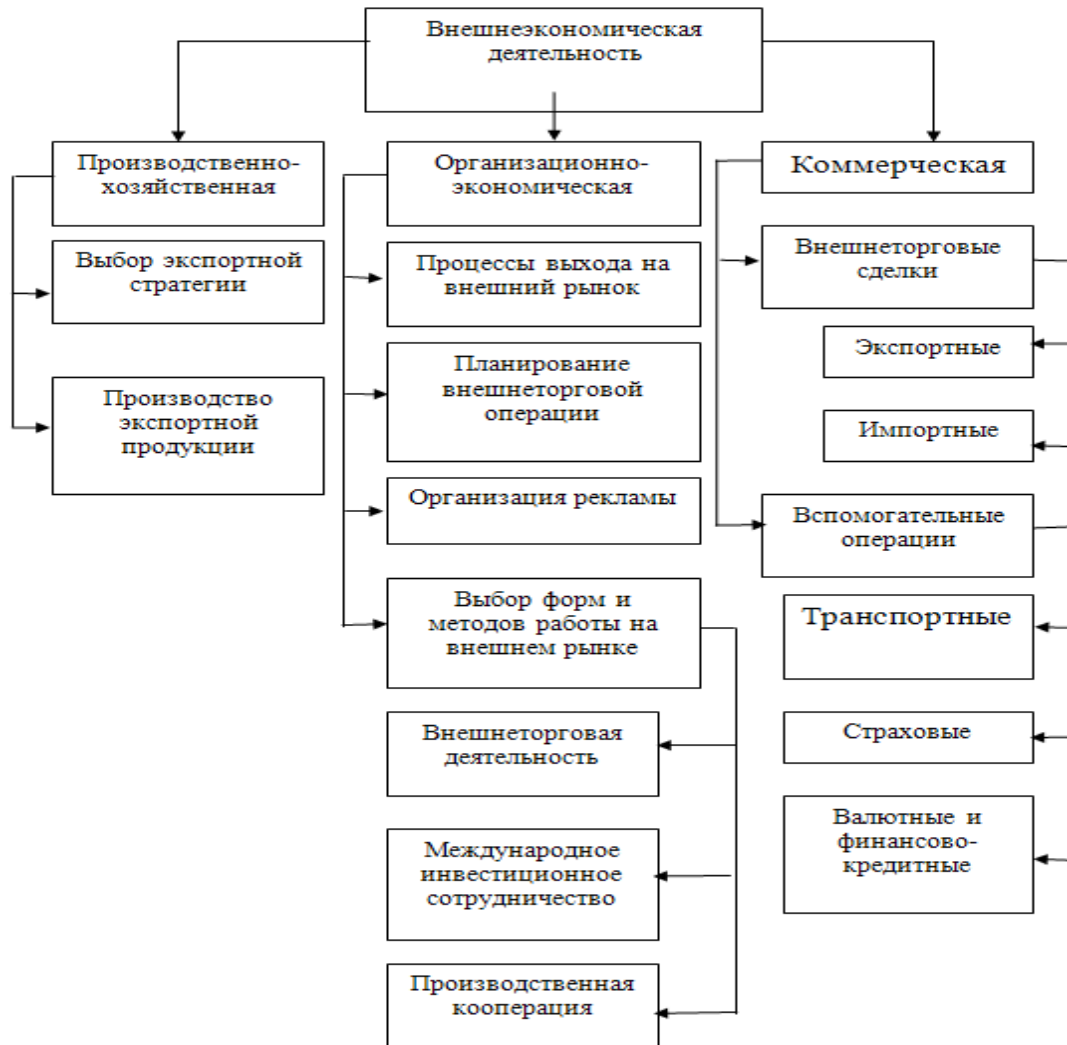 Внешнеэкономическая
деятельность
Производственно-
хозяйственная
Выбор экспортной
стратегии
Производство
экспортной
продукции
Организационно-
экономическая
Процессы выхода на
внешний рынок
Планирование
внешнеторговой
операции
Организация рекламы
Выбор форм и
методов работы на
внешнем рынке
Внешнеторговая
деятельность
Международное
инвестиционное
сотрудничество
Производственная
кооперация
Коммерческая
Внешнеторговые
сделки
Экспортные
Импортные
Вспомогательные
операции
Транспортные
Страховые
Валютные и
финансово-
кредитные